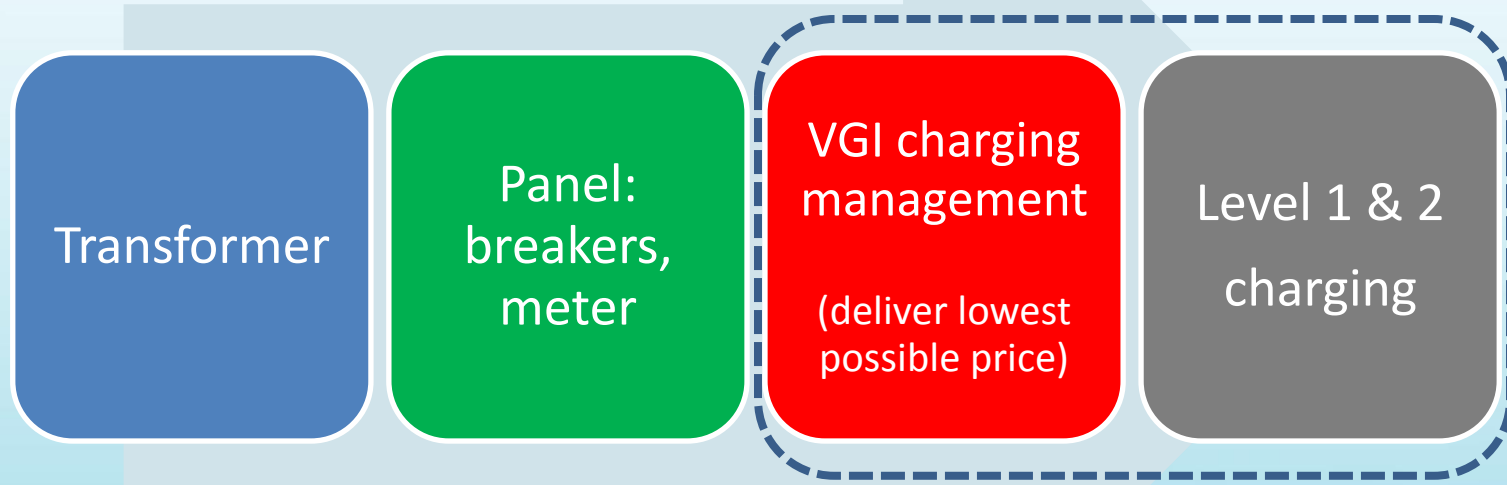 Transformer
Panel:
breakers,
meter
VGI charging
management
(deliver lowest
possible price)
Level 1 & 2
charging